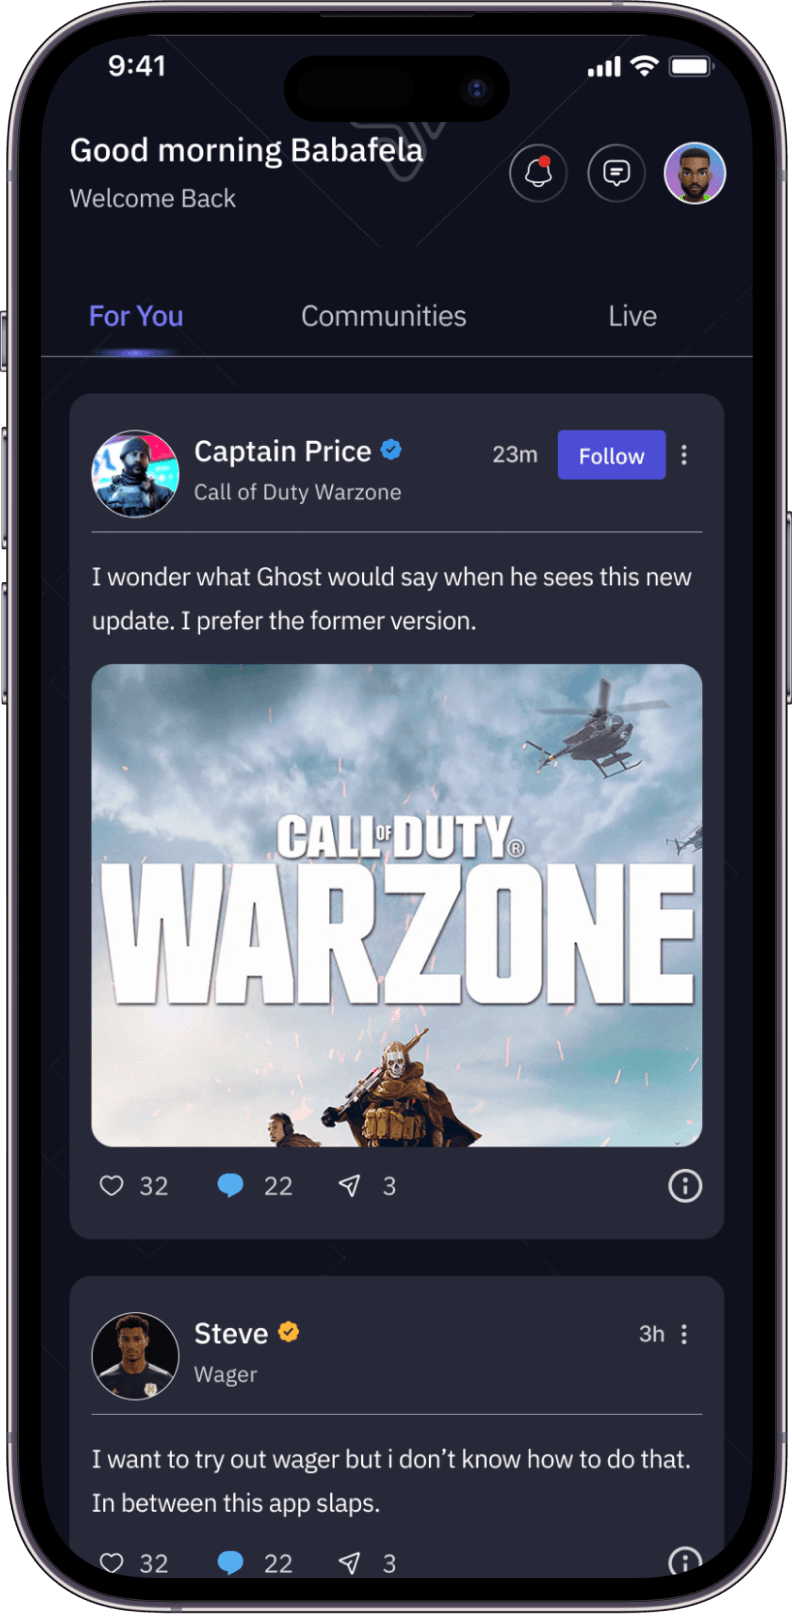 9:41
Good morning Babafela
Welcome Back
For You
Communities
Live
Captain Price
23m
Follow
Call of Duty Warzone
I wonder what Ghost would say when he sees this new
update. I prefer the former version.
CALL OF DUTY®
WARZONE
32
22
3
Steve
3h
Wager
I want to try out wager but i don’t know how to do that.
In between this app slaps.
32
22
3